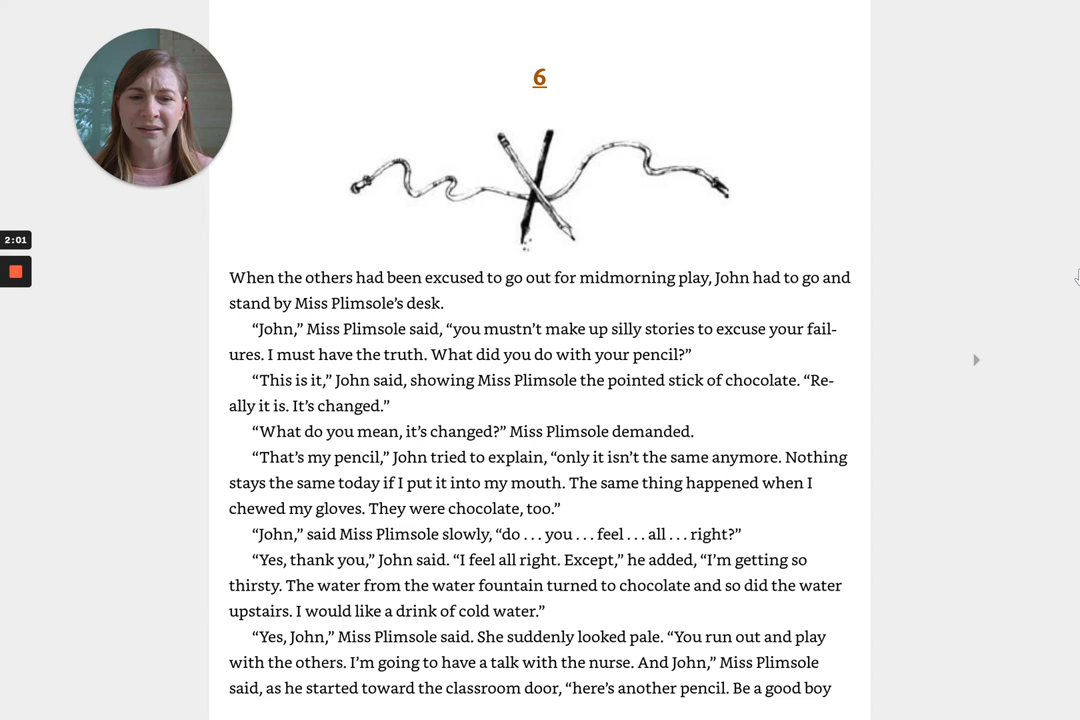 6
2:01
When the others had been excused to go out for midmorning play, John had to go and
stand by Miss Plimsole’s desk.
“John,” Miss Plimsole said, “you mustn’t make up silly stories to excuse your fail-
ures. I must have the truth. What did you do with your pencil?”
“This is it,” John said, showing Miss Plimsole the pointed stick of chocolate. “Re-
ally it is. It’s changed.”
“What do you mean, it’s changed?” Miss Plimsole demanded.
“That’s my pencil,” John tried to explain, “only it isn’t the same anymore. Nothing
stays the same today if I put it into my mouth. The same thing happened when I
chewed my gloves. They were chocolate, too.”
“John,” said Miss Plimsole slowly, “do . . . you . . . feel . . . all . . . right?”
“Yes, thank you,” John said. “I feel all right. Except,” he added, “I’m getting so
thirsty. The water from the water fountain turned to chocolate and so did the water
upstairs. I would like a drink of cold water.”
“Yes, John,” Miss Plimsole said. She suddenly looked pale. “You run out and play
with the others. I’m going to have a talk with the nurse. And John,” Miss Plimsole
said, as he started toward the classroom door, “here’s another pencil. Be a good boy